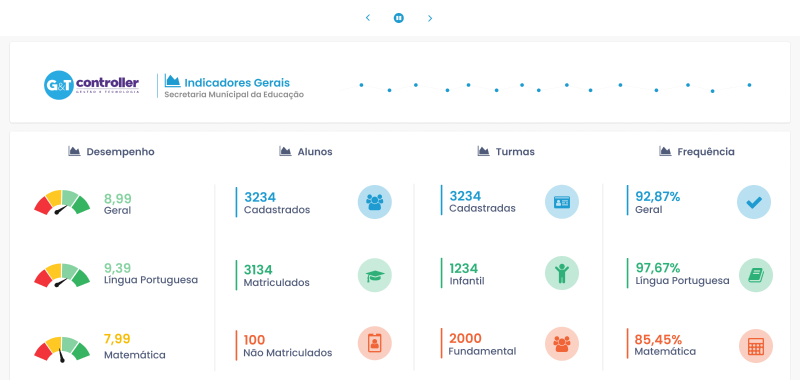 G&T controller
GESTÃO E TECNOLOGIA
Indicadores Gerais
Secretaria Municipal da Educação
Desempenho
Alunos
Turmas
Frequência
8,99
Geral
3234
Cadastrados
3234
Cadastradas
92,87%
Geral
9,39
Língua Portuguesa
3134
Matriculados
1234
Infantil
97,67%
Língua Portuguesa
7,99
Matemática
100
Não Matriculados
2000
Fundamental
85,45%
Matemática